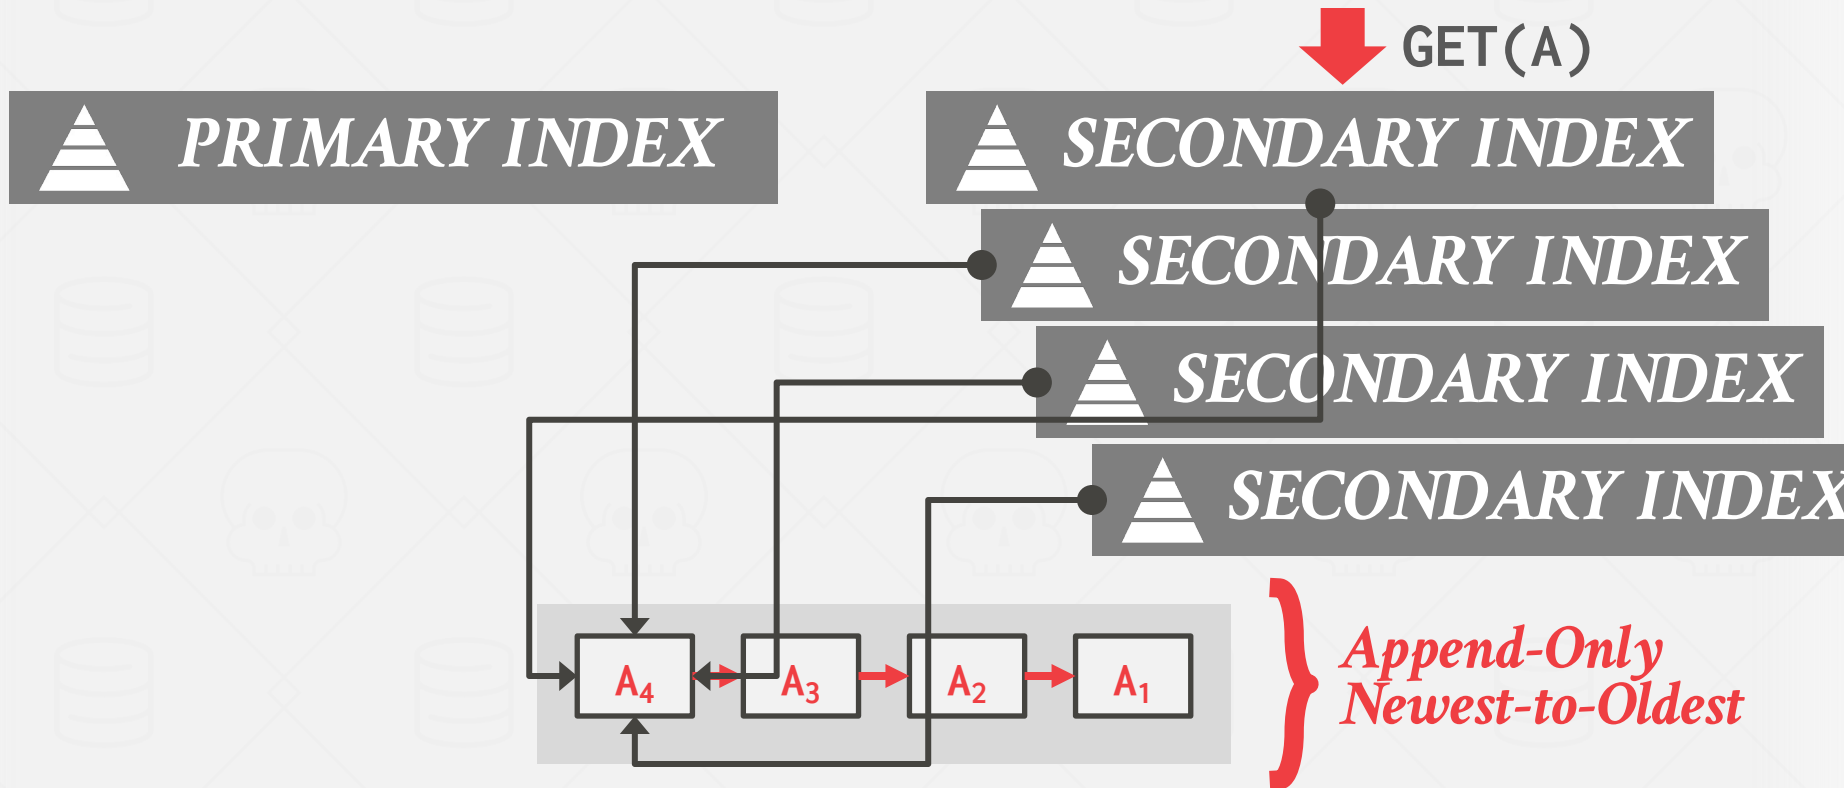 GET(A)
PRIMARY INDEX
SECONDARY INDEX
SECONDARY INDEX
SECONDARY INDEX
SECONDARY INDEX
A4
A3
A2
A1
Append-Only
Newest-to-Oldest